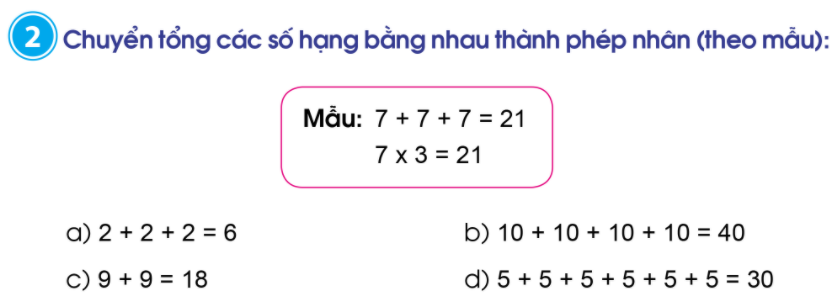 2 Chuyển tổng các số hạng bằng nhau thành phép nhân (theo mẫu):
Mẫu: 7 + 7 + 7 = 21
7 x 3 = 21
a) 2 + 2 + 2 = 6 b) 10 + 10 + 10 + 10 = 40
c) 9 + 9 = 18 d) 5 + 5 + 5 + 5 + 5 + 5 = 30